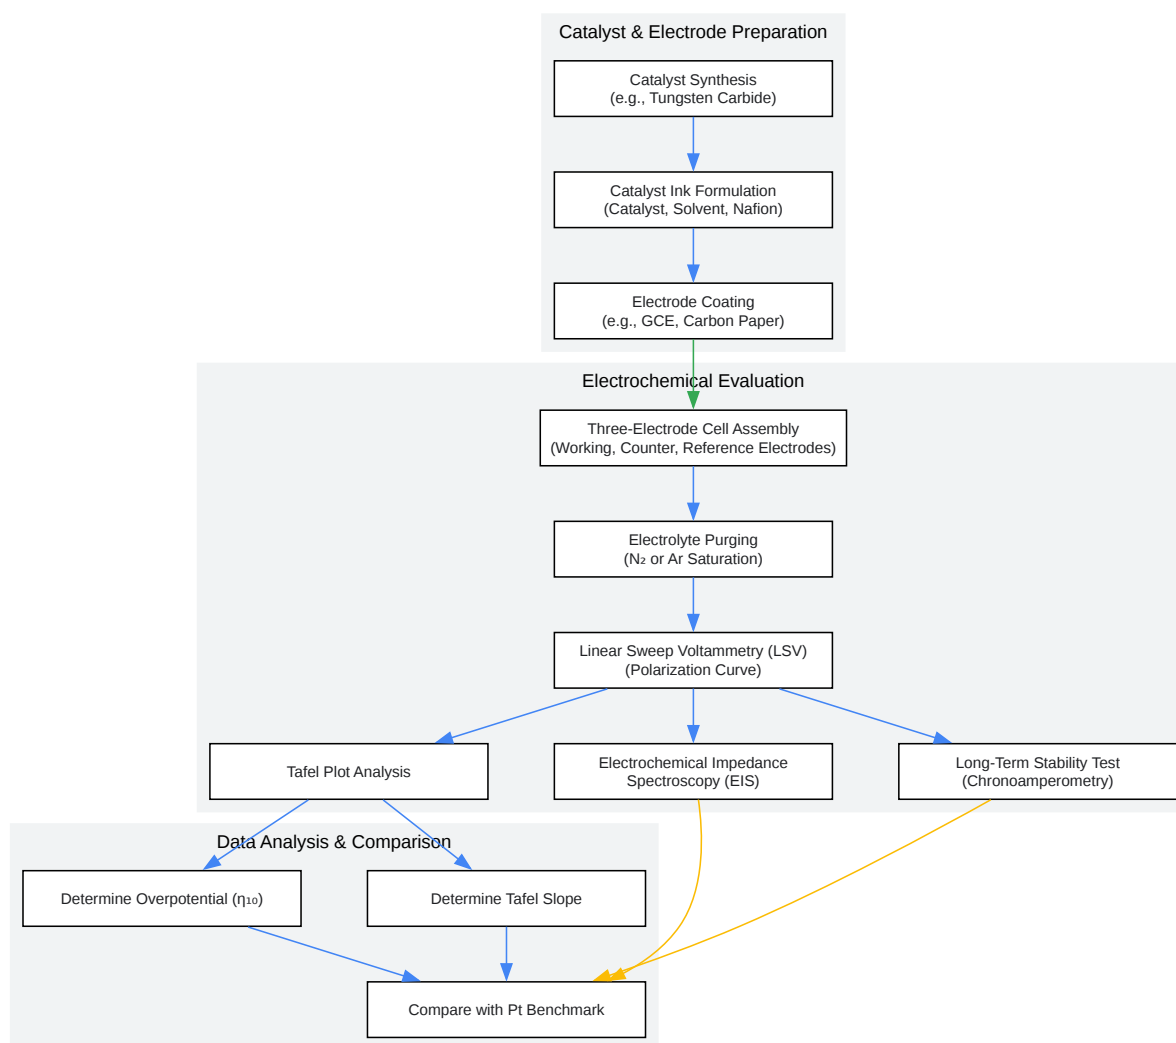 Catalyst & Electrode Preparation
Catalyst Synthesis
(e.g., Tungsten Carbide)
Catalyst Ink Formulation
(Catalyst, Solvent, Nafion)
Electrode Coating
(e.g., GCE, Carbon Paper)
Electrochemical Evaluation
Three-Electrode Cell Assembly
(Working, Counter, Reference Electrodes)
Electrolyte Purging
(N₂ or Ar Saturation)
Linear Sweep Voltammetry (LSV)
(Polarization Curve)
Tafel Plot Analysis
Electrochemical Impedance
Spectroscopy (EIS)
Long-Term Stability Test
(Chronoamperometry)
Data Analysis & Comparison
Determine Overpotential (η₁₀)
Determine Tafel Slope
Compare with Pt Benchmark